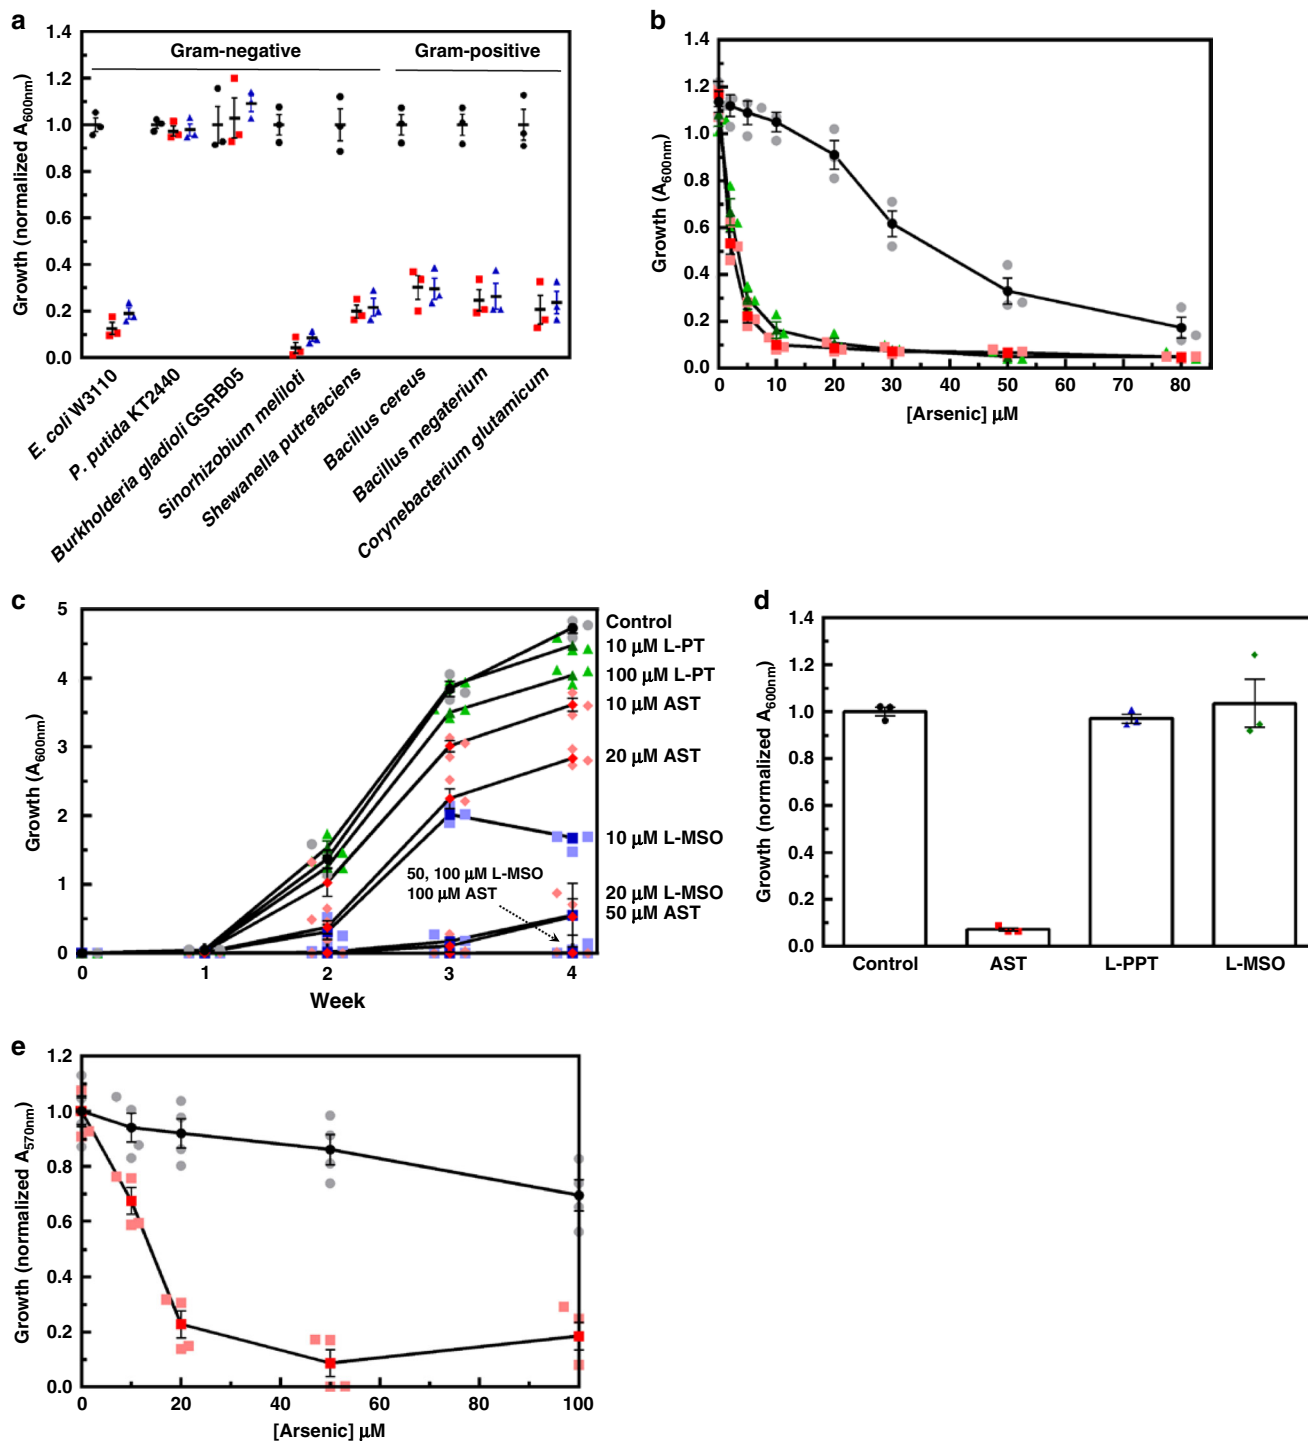 a
Growth (normalized A600nm)
1.4
1.2
1.0
0.8
0.6
0.4
0.2
0.0
Gram-negative
Gram-positive
E. coli W3110
P. putida KT2440
Burkholderia gladioli GSRB05
Sinorhizobium meliloti
Shewanella putrefaciens
Bacillus cereus
Bacillus megaterium
Corynebacterium glutamicum
b
Growth (A600nm)
1.4
1.2
1.0
0.8
0.6
0.4
0.2
0.0
0 10 20 30 40 50 60 70 80
[Arsenic] µM
c
Growth (A600nm)
5
4
3
2
1
0
0 1 2 3 4
Week
Control
10 µM L-PT
100 µM L-PT
10 µM AST
20 µM AST
10 µM L-MSO
50, 100 µM L-MSO
100 µM AST
20 µM L-MSO
50 µM AST
d
Growth (normalized A600nm)
1.4
1.2
1.0
0.8
0.6
0.4
0.2
0.0
Control AST L-PPT L-MSO
e
Growth (normalized A570nm)
1.2
1.0
0.8
0.6
0.4
0.2
0.0
0 20 40 60 80 100
[Arsenic] µM